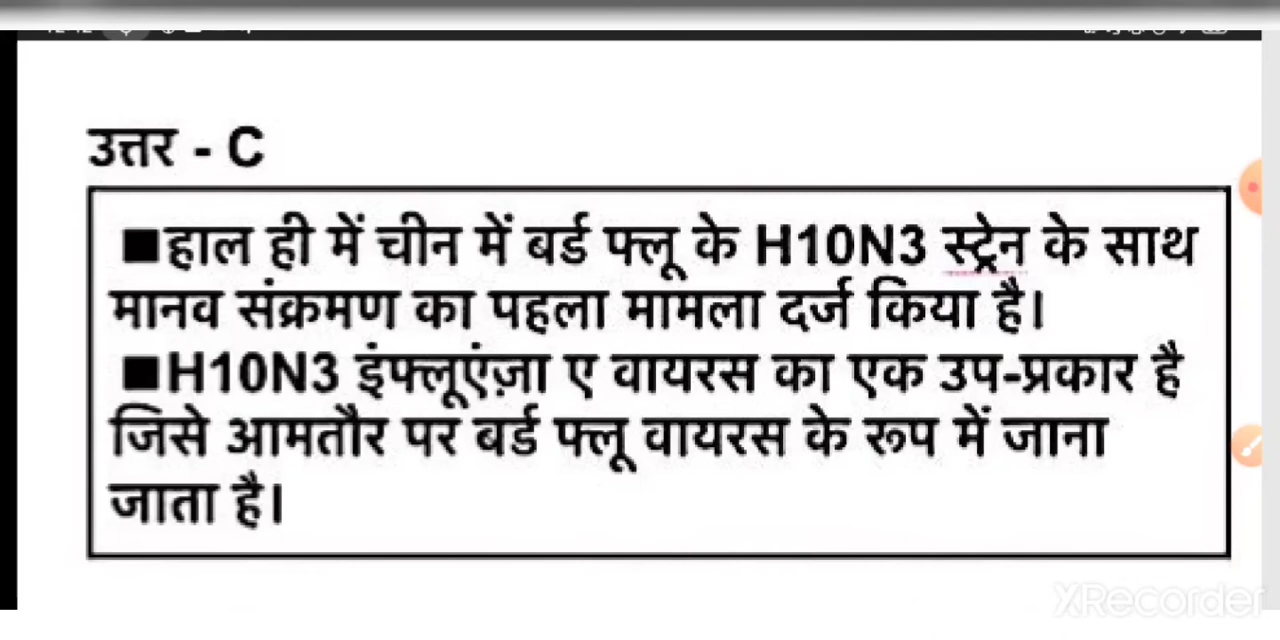 उत्तर - C
■हाल ही में चीन में बर्ड फ्लू के H10N3 स्ट्रेन के साथ
मानव संक्रमण का पहला मामला दर्ज किया है।
■H10N3 इंफ्लूएंज़ा ए वायरस का एक उप-प्रकार है
जिसे आमतौर पर बर्ड फ्लू वायरस के रूप में जाना
जाता है।
XRecorder